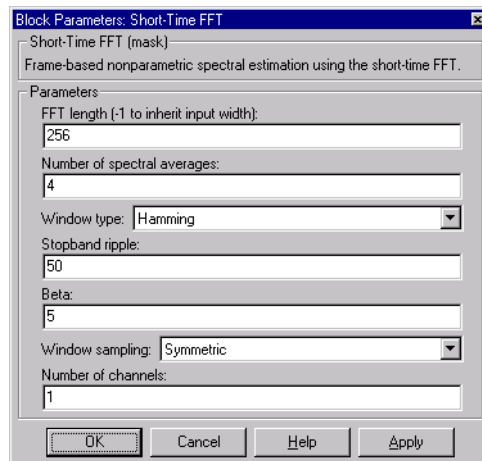 Block Parameters: Short-Time FFT
Short-Time FFT (mask)
Frame-based nonparametric spectral estimation using the short-time FFT.
Parameters
FFT length (-1 to inherit input width):
256
Number of spectral averages:
4
Window type: Hamming
Stopband ripple:
50
Beta:
5
Window sampling: Symmetric
Number of channels:
1
OK Cancel Help Apply